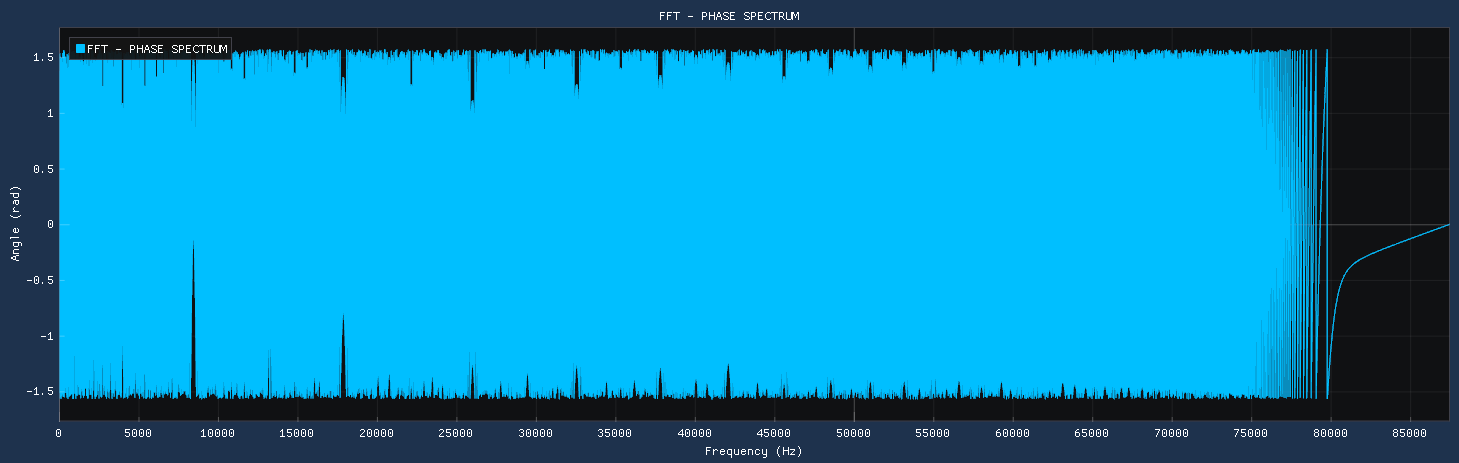 FFT - PHASE SPECTRUM
FFT - PHASE SPECTRUM
1.5
1
0.5
0
-0.5
-1
-1.5
Angle (rad)
0 5000 10000 15000 20000 25000 30000 35000 40000 45000 50000 55000 60000 65000 70000 75000 80000 85000
Frequency (Hz)